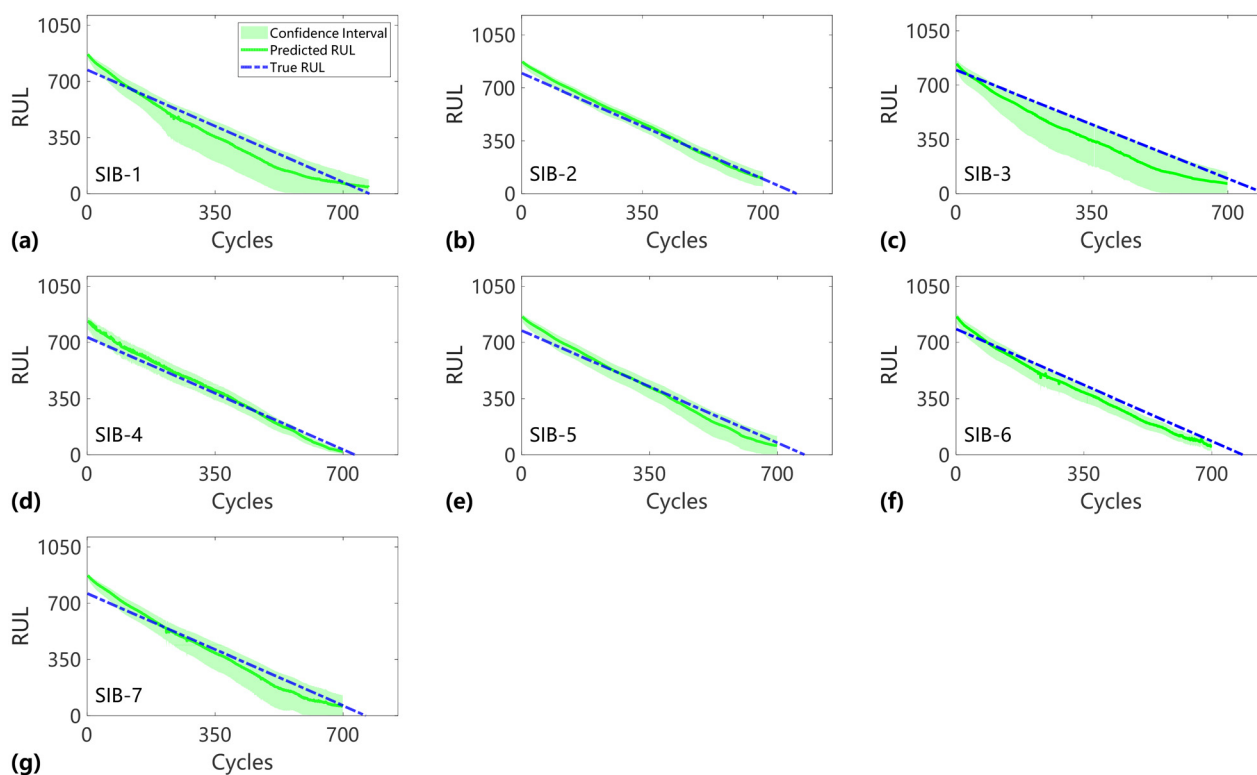 1050
700
350
0
RUL
Confidence Interval
Predicted RUL
True RUL
SIB-1
0 350 700
Cycles
(a)
1050
700
350
0
RUL
SIB-2
0 350 700
Cycles
(b)
1050
700
350
0
RUL
SIB-3
0 350 700
Cycles
(c)
1050
700
350
0
RUL
SIB-4
0 350 700
Cycles
(d)
1050
700
350
0
RUL
SIB-5
0 350 700
Cycles
(e)
1050
700
350
0
RUL
SIB-6
0 350 700
Cycles
(f)
1050
700
350
0
RUL
SIB-7
0 350 700
Cycles
(g)